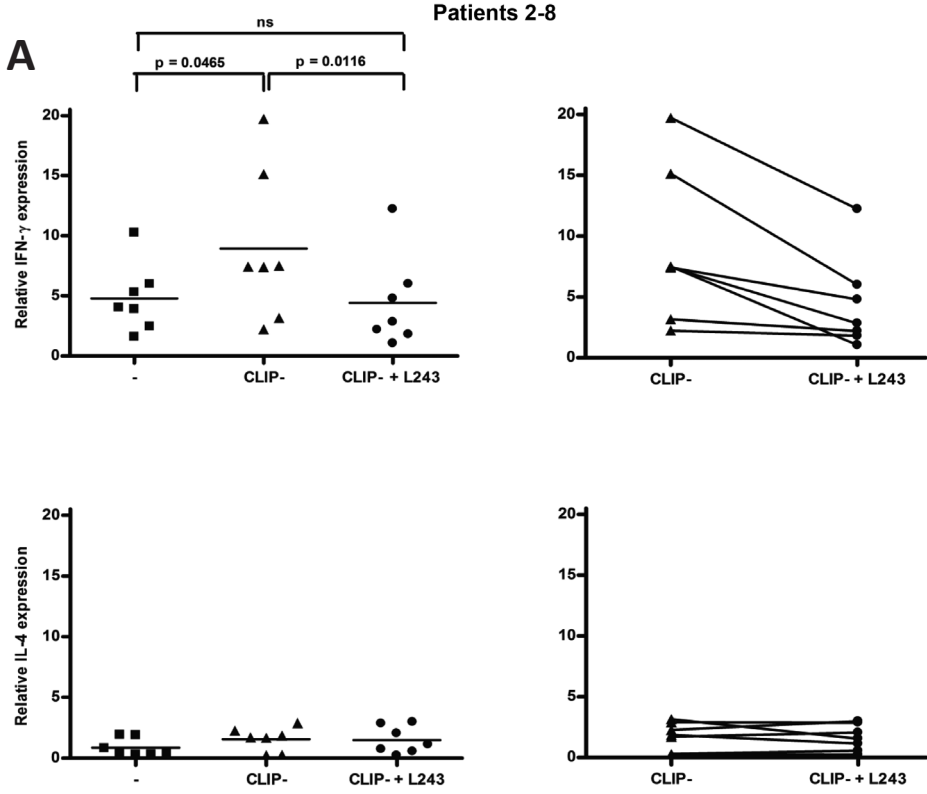 Patients 2-8
A
ns
p = 0.0465
p = 0.0116
Relative IFN-γ expression
20
15
10
5
0
-
CLIP-
CLIP- + L243
20
15
10
5
0
CLIP-
CLIP- + L243
Relative IL-4 expression
20
15
10
5
0
-
CLIP-
CLIP- + L243
20
15
10
5
0
CLIP-
CLIP- + L243